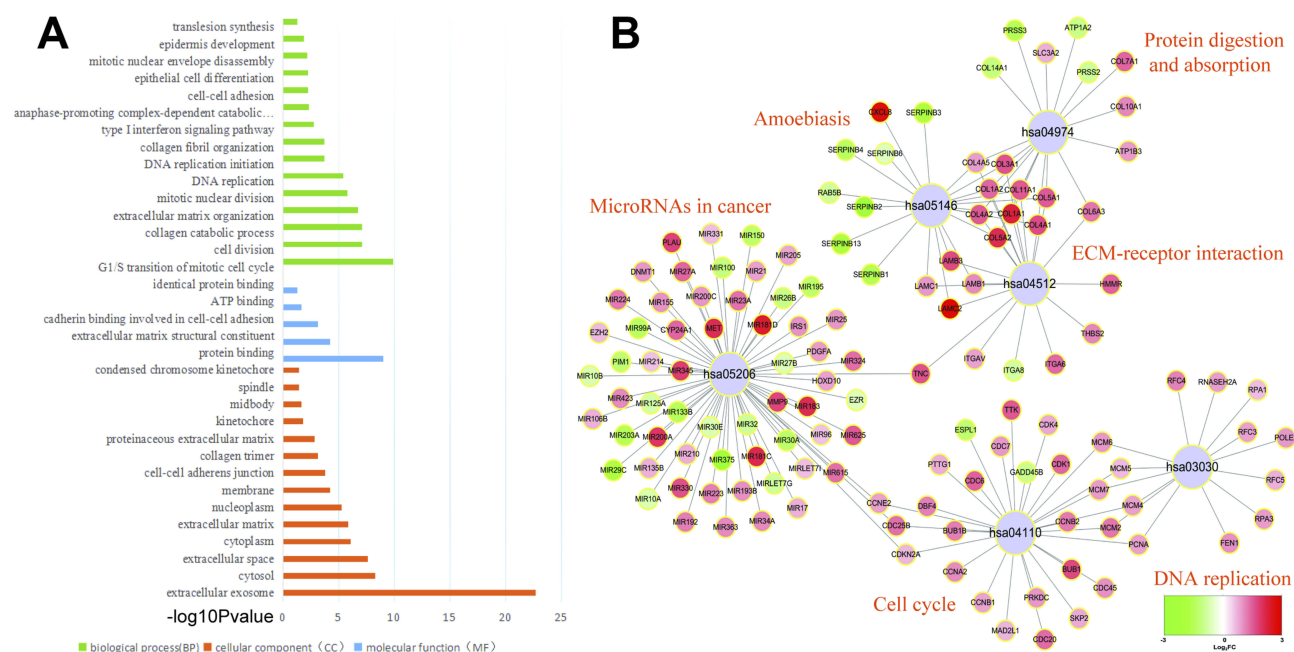 A
translesion synthesis
epidermis development
mitotic nuclear envelope disassembly
epithelial cell differentiation
cell-cell adhesion
anaphase-promoting complex-dependent catabolic...
type I interferon signaling pathway
collagen fibril organization
DNA replication initiation
DNA replication
mitotic nuclear division
extracellular matrix organization
collagen catabolic process
cell division
G1/S transition of mitotic cell cycle
identical protein binding
ATP binding
cadherin binding involved in cell-cell adhesion
extracellular matrix structural constituent
protein binding
condensed chromosome kinetochore
spindle
midbody
kinetochore
proteinaceous extracellular matrix
collagen trimer
cell-cell adherens junction
membrane
nucleoplasm
extracellular matrix
cytoplasm
extracellular space
cytosol
extracellular exosome
-log10Pvalue
0 5 10 15 20 25
biological process(BP) cellular component（CC） molecular function（MF）
B
Protein digestion
and absorption
PRSS3
ATP1A2
SLC3A2
COL14A1
PRSS2
COL7A1
COL10A1
hsa04974
ATP1B3
Amoebiasis
CXCL8
SERPINB3
SERPINB4
SERPINB6
RAB5B
SERPINB2
hsa05146
SERPINB13
SERPINB1
COL4A5
COL3A1
COL1A2
COL11A1
COL5A1
COL4A2
COL1A1
COL4A1
COL6A3
COL5A2
LAMB3
LAMC1
LAMB1
LAMC2
ECM-receptor interaction
hsa04512
HMMR
THBS2
ITGAV
ITGA8
ITGA6
TNC
MicroRNAs in cancer
MIR331
MIR150
PLAU
MIR205
DNMT1
MIR27A
MIR100
MIR21
MIR195
MIR224
MIR155
MIR200C
MIR23A
MIR26B
EZH2
MIR99A
CYP24A1
MET
MIR181D
IRS1
MIR25
PIM1
MIR214
MIR345
hsa05206
MIR27B
PDGFA
MIR324
MIR10B
HOXD10
MIR423
MIR125A
EZR
MIR106B
MIR133B
MMP9
MIR183
MIR203A
MIR200A
MIR30E
MIR32
MIR30A
MIR96
MIR625
MIR29C
MIR135B
MIR210
MIR375
MIR181C
MIRLET7I
MIR615
MIR10A
MIR330
MIR223
MIR193B
MIRLET7G
MIR17
MIR192
MIR363
MIR34A
TTK
CDK4
ESPL1
CDC7
MCM6
PTTG1
GADD45B
CDK1
MCM5
CDC6
MCM7
CCNE2
DBF4
MCM4
CDC25B
BUB1B
hsa04110
CCNB2
MCM2
CDKN2A
PCNA
CCNA2
BUB1
CDC45
CCNB1
PRKDC
SKP2
MAD2L1
CDC20
Cell cycle
RFC4
RNASEH2A
RPA1
RFC3
POLE
hsa03030
RFC5
RPA3
FEN1
DNA replication
-3 0 3
Log₂FC